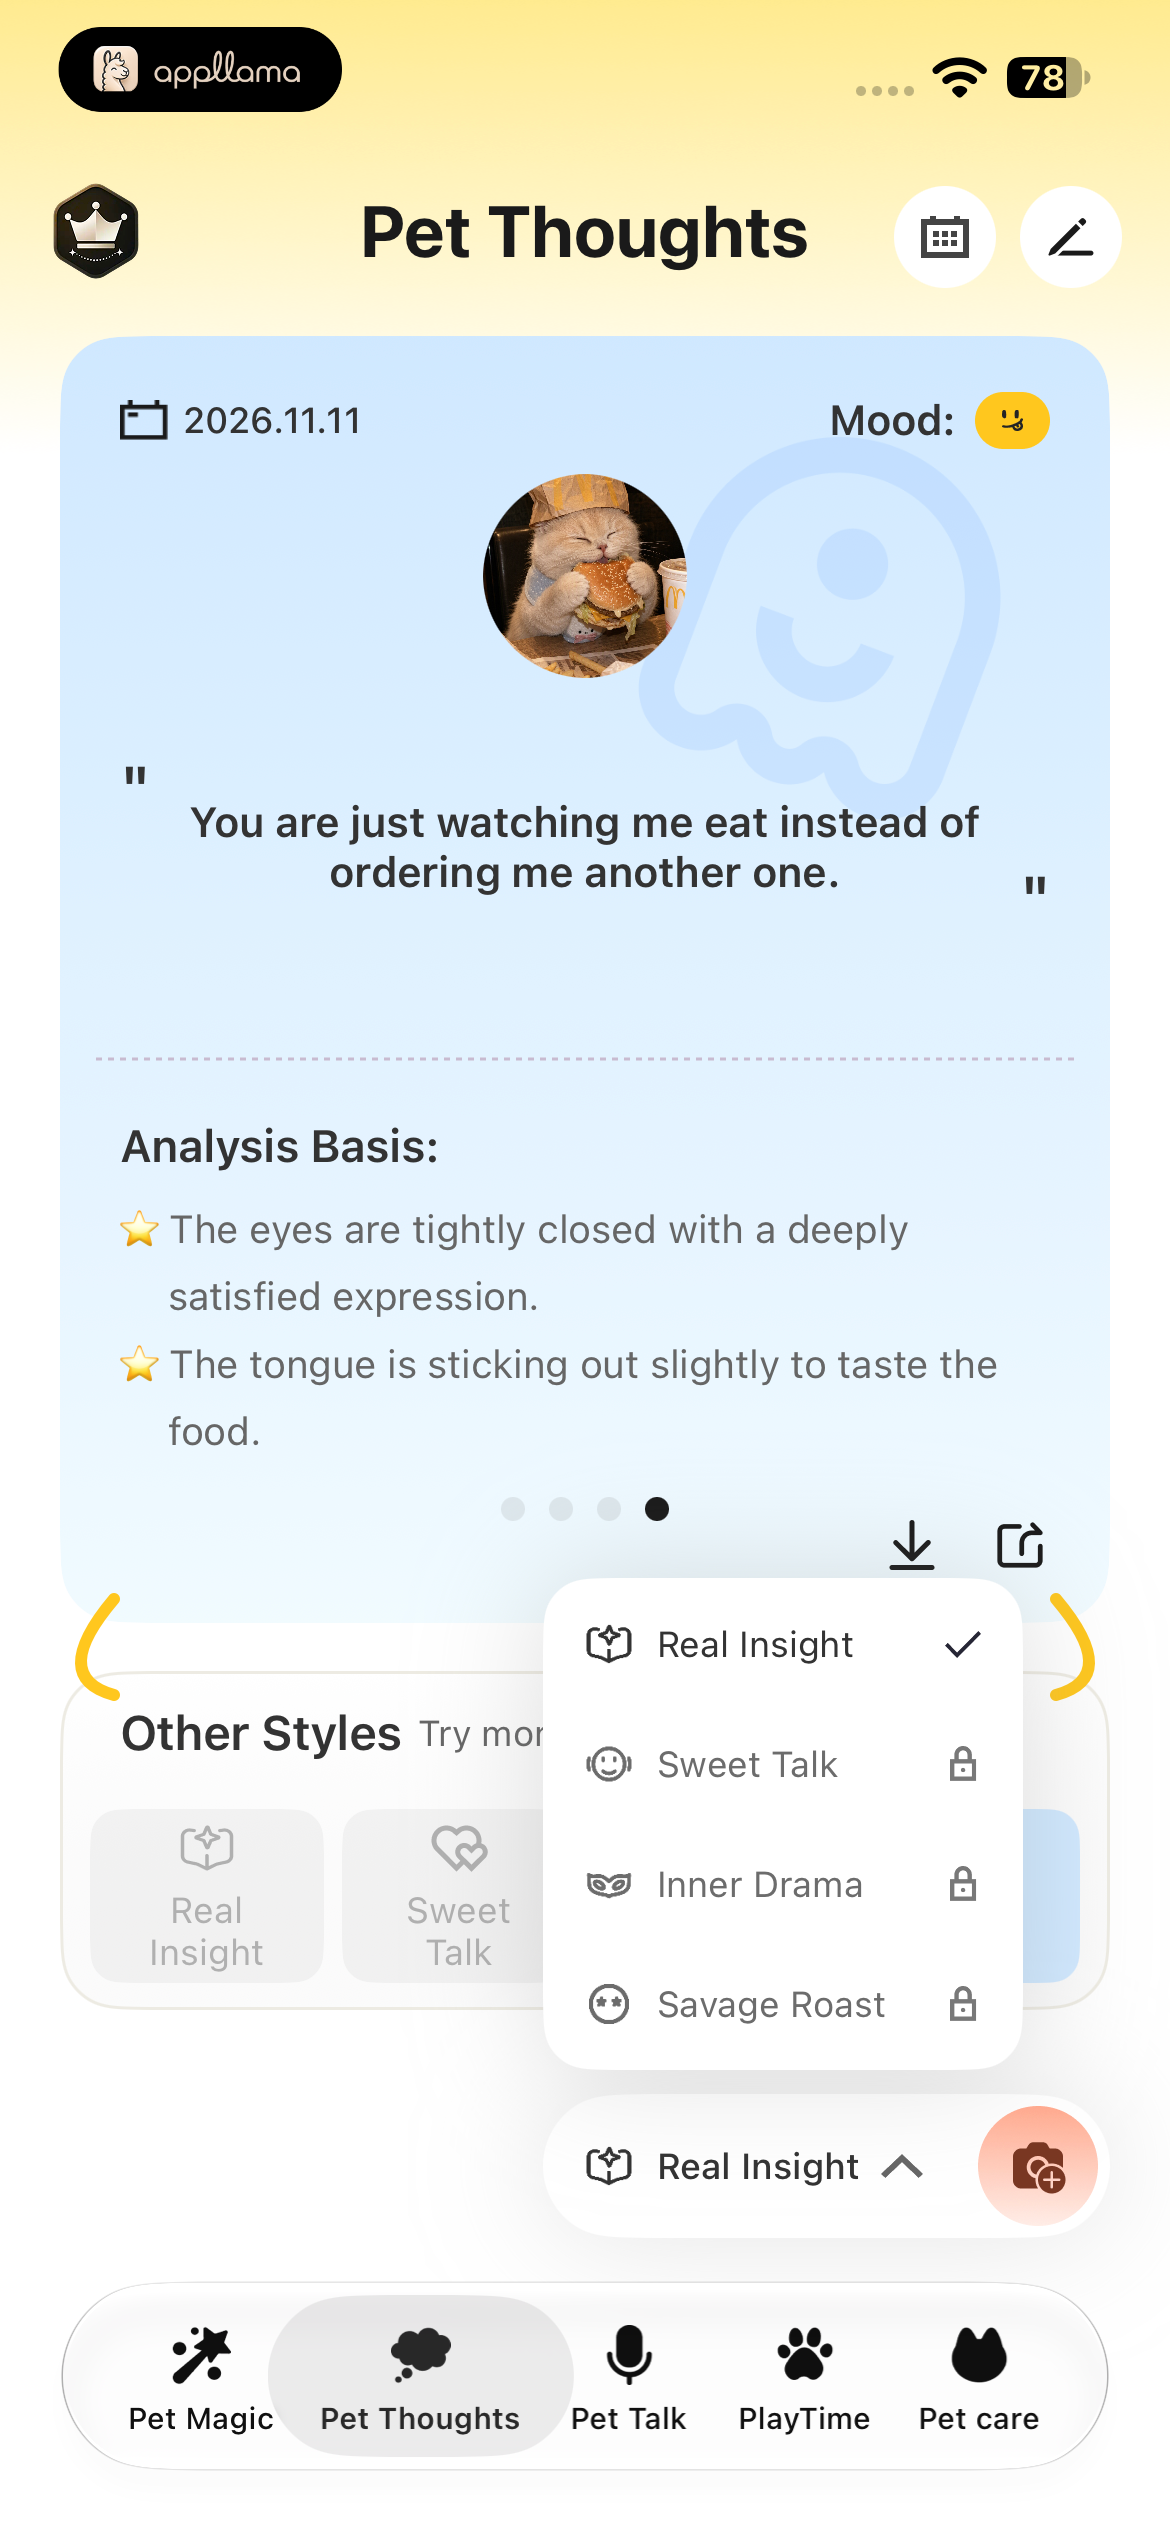 appllama
78
Pet Thoughts
2026.11.11
Mood:
"
You are just watching me eat instead of
ordering me another one.
"
Analysis Basis:
⭐ The eyes are tightly closed with a deeply
satisfied expression.
⭐ The tongue is sticking out slightly to taste the
food.
Real Insight
Sweet Talk
Inner Drama
Savage Roast
Other Styles Try mor
Real
Insight
Sweet
Talk
Real Insight
Pet Magic
Pet Thoughts
Pet Talk
PlayTime
Pet care